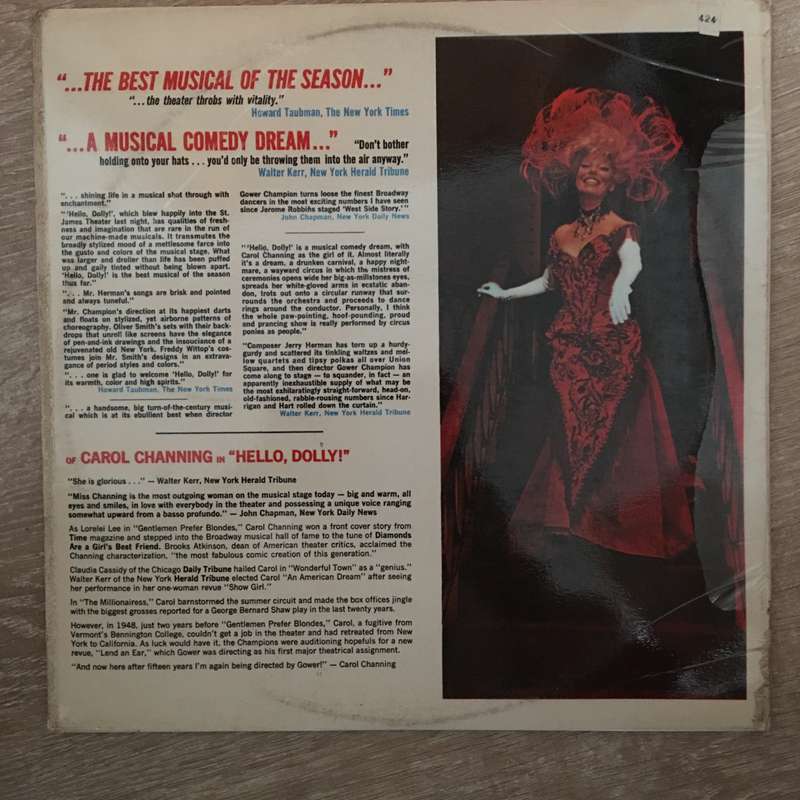 424
"...THE BEST MUSICAL OF THE SEASON..."
"... the theater throbs with vitality."
Howard Taubman, The New York Times
"...A MUSICAL COMEDY DREAM..." "Don't bother
holding onto your hats . . . you'd only be throwing them into the air anyway."
Walter Kerr, New York Herald Tribune
". . . shining life in a musical shot through with
enchantment."
"'Hello, Dolly!', which blew happily into the St.
James Theater last night, has qualities of fresh-
ness and imagination that are rare in the run of
our machine-made musicals. It transmutes the
broadly stylized mood of a mettlesome farce into
the gusto and colors of the musical stage. What
was larger and droller than life has been puffed
up and gaily tinted without being blown apart.
'Hello, Dolly!' is the best musical of the season
thus far."
". . . Mr. Herman's songs are brisk and pointed
and always tuneful."
"Mr. Champion's direction at its happiest darts
and floats on stylized, yet airborne patterns of
choreography. Oliver Smith's sets with their back-
drops that unroll like screens have the elegance
of pen-and-ink drawings and the insouciance of a
rejuvenated old New York. Freddy Wittop's cos-
tumes join Mr. Smith's designs in an extrava-
gance of period styles and colors."
". . . one is glad to welcome 'Hello, Dolly!' for
its warmth, color and high spirits."
Howard Taubman, The New York Times
". . . a handsome, big turn-of-the-century musi-
cal which is at its ebullient best when director
Gower Champion turns loose the finest Broadway
dancers in the most exciting numbers I have seen
since Jerome Robbihs staged 'West Side Story.'"
John Chapman, New York Daily News
"'Hello, Dolly!' is a musical comedy dream, with
Carol Channing as the girl of it. Almost literally
it's a dream, a drunken carnival, a happy night-
mare, a wayward circus in which the mistress of
ceremonies opens wide her big-as-millstones eyes,
spreads her white-gloved arms in ecstatic aban-
don, trots out onto a circular runway that sur-
rounds the orchestra and proceeds to dance
rings around the conductor. Personally, I think
the whole paw-pointing, hoof-pounding, proud
and prancing show is really performed by circus
ponies as people."
"Composer Jerry Herman has torn up a hurdy-
gurdy and scattered its tinkling waltzes and mel-
low quartets and tipsy polkas all over Union
Square, and then director Gower Champion has
come along to stage — to squander, in fact — an
apparently inexhaustible supply of what may be
the most exhilaratingly straight-forward, head-on,
old-fashioned, rabble-rousing numbers since Har-
rigan and Hart rolled down the curtain."
Walter Kerr, New York Herald Tribune
OF CAROL CHANNING IN "HELLO, DOLLY!"
"She is glorious . . ." — Walter Kerr, New York Herald Tribune
"Miss Channing is the most outgoing woman on the musical stage today — big and warm, all
eyes and smiles, in love with everybody in the theater and possessing a unique voice ranging
somewhat upward from a basso profundo." — John Chapman, New York Daily News
As Lorelei Lee in "Gentlemen Prefer Blondes," Carol Channing won a front cover story from
Time magazine and stepped into the Broadway musical hall of fame to the tune of Diamonds
Are a Girl's Best Friend. Brooks Atkinson, dean of American theater critics, acclaimed the
Channing characterization, "the most fabulous comic creation of this generation."
Claudia Cassidy of the Chicago Daily Tribune hailed Carol in "Wonderful Town" as a "genius."
Walter Kerr of the New York Herald Tribune elected Carol "An American Dream" after seeing
her performance in her one-woman revue "Show Girl."
In "The Millionairess," Carol barnstormed the summer circuit and made the box offices jingle
with the biggest grosses reported for a George Bernard Shaw play in the last twenty years.
However, in 1948, just two years before "Gentlemen Prefer Blondes," Carol, a fugitive from
Vermont's Bennington College, couldn't get a job in the theater and had retreated from New
York to California. As luck would have it, the Champions were auditioning hopefuls for a new
revue, "Lend an Ear," which Gower was directing as his first major theatrical assignment.
"And now here after fifteen years I'm again being directed by Gower!" — Carol Channing